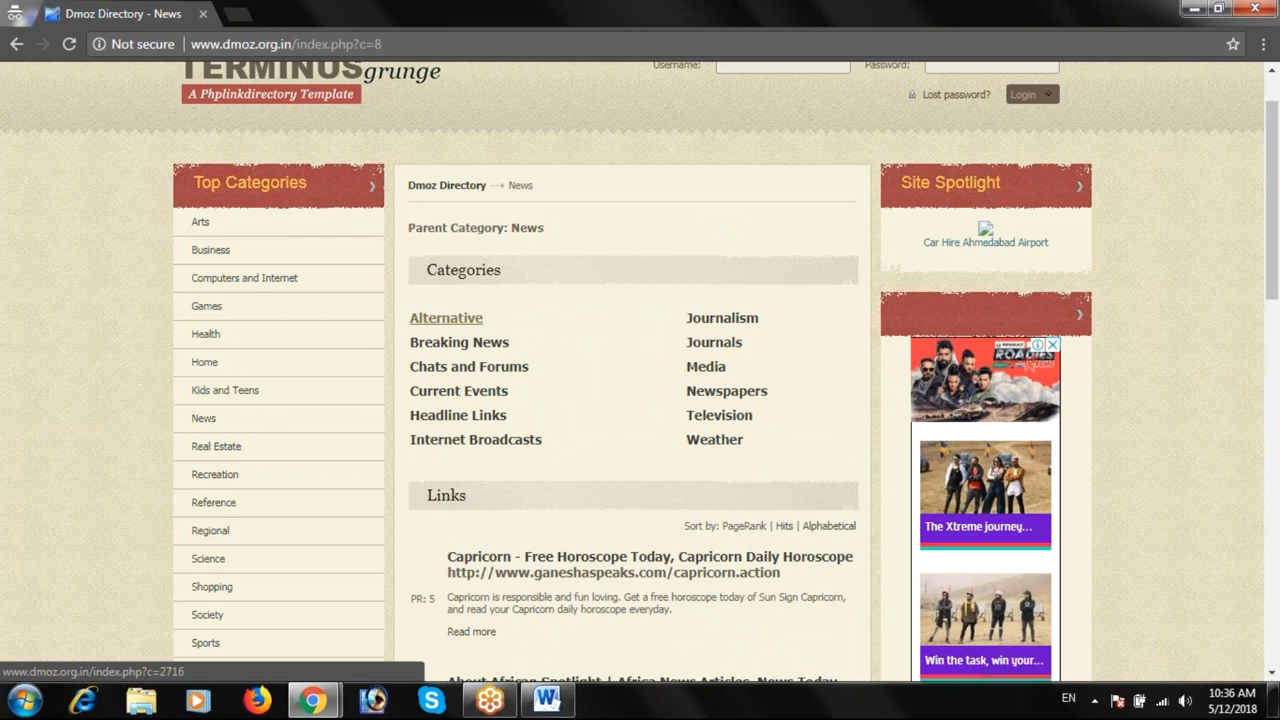 Dmoz Directory - News
Not secure
www.dmoz.org.in/index.php?c=8
TERMINUS grunge
A Phplinkdirectory Template
Username:
Password:
Lost password?
Login
Top Categories
Arts
Business
Computers and Internet
Games
Health
Home
Kids and Teens
News
Real Estate
Recreation
Reference
Regional
Science
Shopping
Society
Sports
Dmoz Directory ···› News
Parent Category: News
Categories
Alternative
Breaking News
Chats and Forums
Current Events
Headline Links
Internet Broadcasts
Journalism
Journals
Media
Newspapers
Television
Weather
Links
Sort by: PageRank | Hits | Alphabetical
Capricorn - Free Horoscope Today, Capricorn Daily Horoscope
http://www.ganeshaspeaks.com/capricorn.action
PR: 5
Capricorn is responsible and fun loving. Get a free horoscope today of Sun Sign Capricorn,
and read your Capricorn daily horoscope everyday.
Read more
About African Spotlight | Africa News Articles, News Today
Site Spotlight
Car Hire Ahmedabad Airport
RENAULT
ROADIES
The Xtreme journey...
Win the task, win your...
www.dmoz.org.in/index.php?c=2716
EN
10:36 AM
5/12/2018